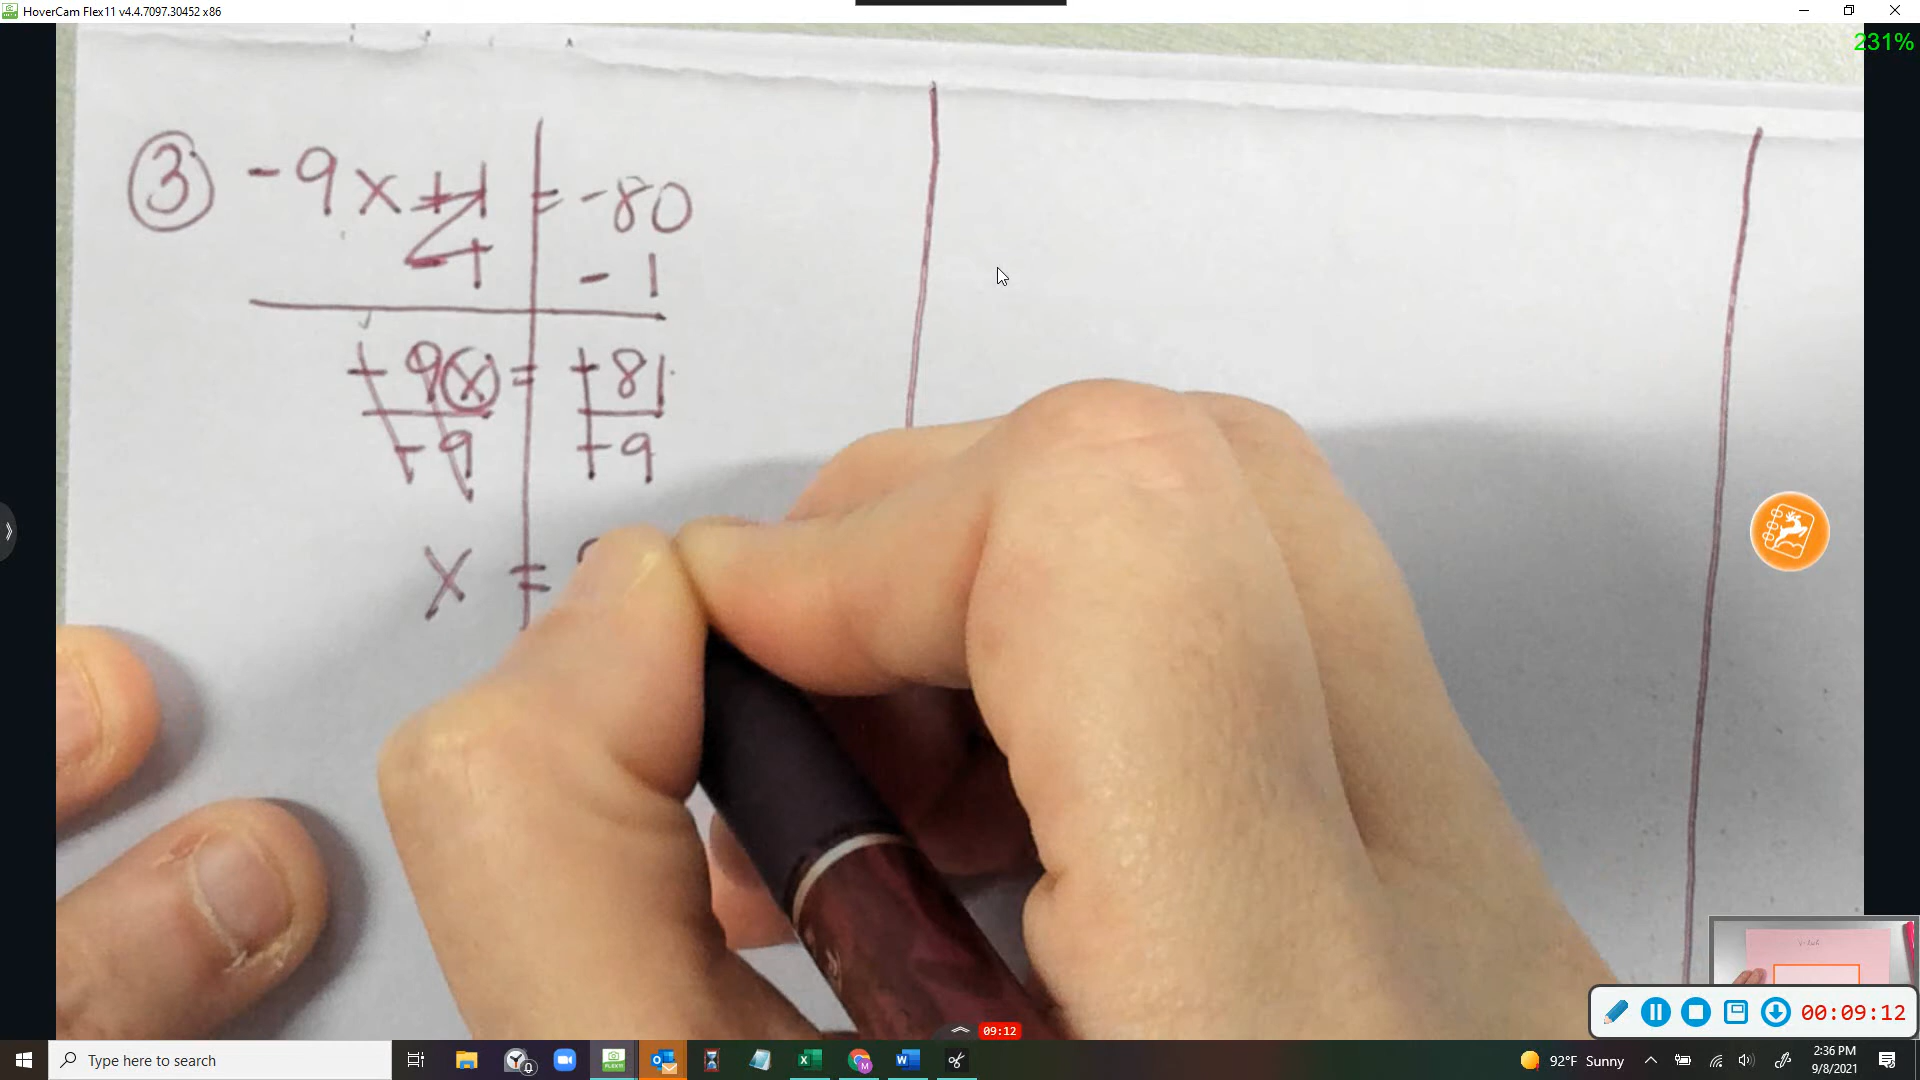 HoverCam Flex11 v4.4.7097.30452 x86
231%
③ -9x +1 = -80
-1 - 1
-9(x) = -81
-9 -9
x =
09:12
00:09:12
Type here to search
92°F Sunny
2:36 PM
9/8/2021